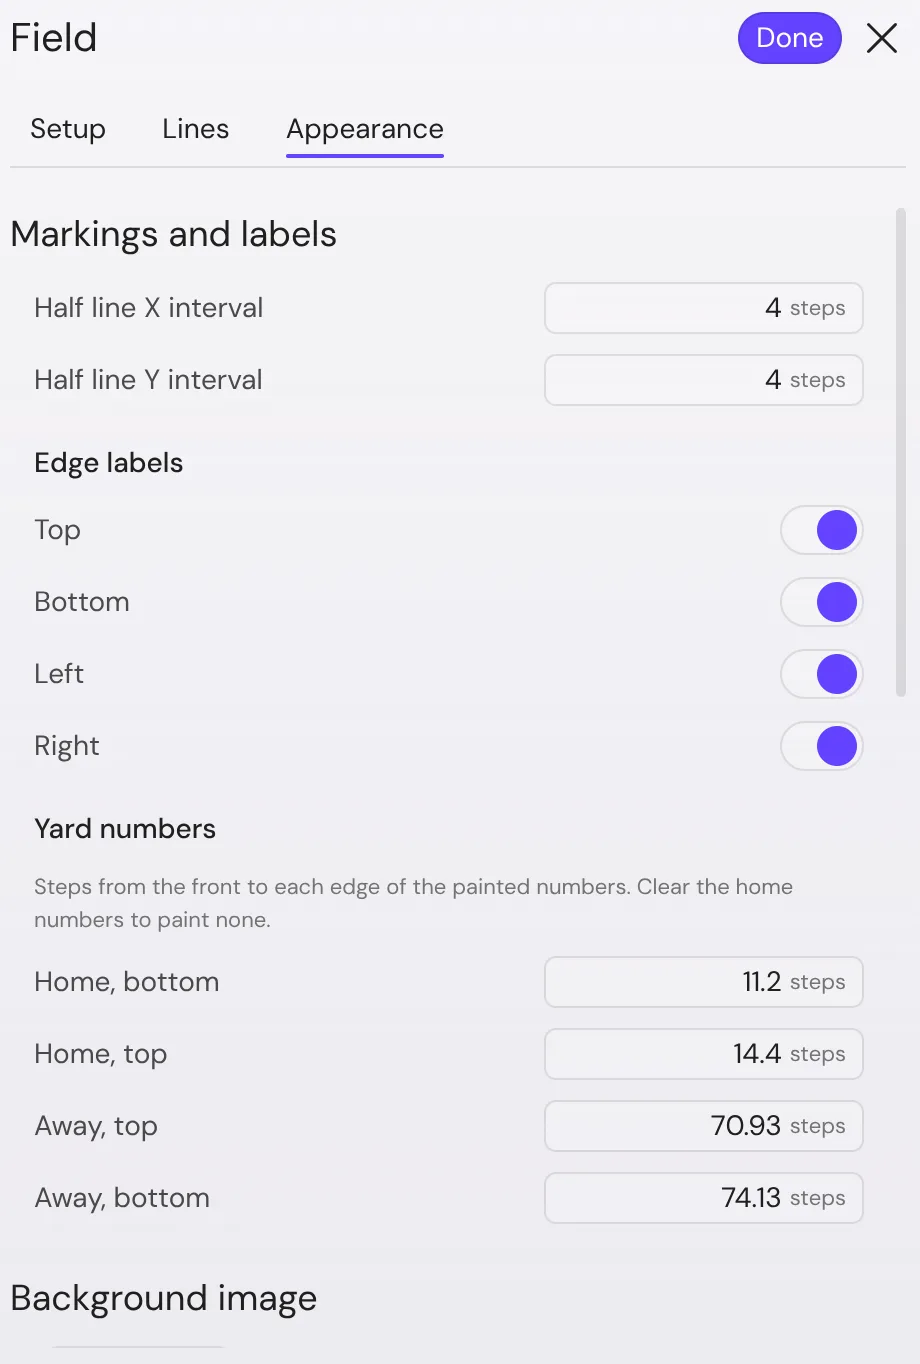 Field
Done
Setup
Lines
Appearance
Markings and labels
Half line X interval
4 steps
Half line Y interval
4 steps
Edge labels
Top
Bottom
Left
Right
Yard numbers
Steps from the front to each edge of the painted numbers. Clear the home
numbers to paint none.
Home, bottom
11.2 steps
Home, top
14.4 steps
Away, top
70.93 steps
Away, bottom
74.13 steps
Background image